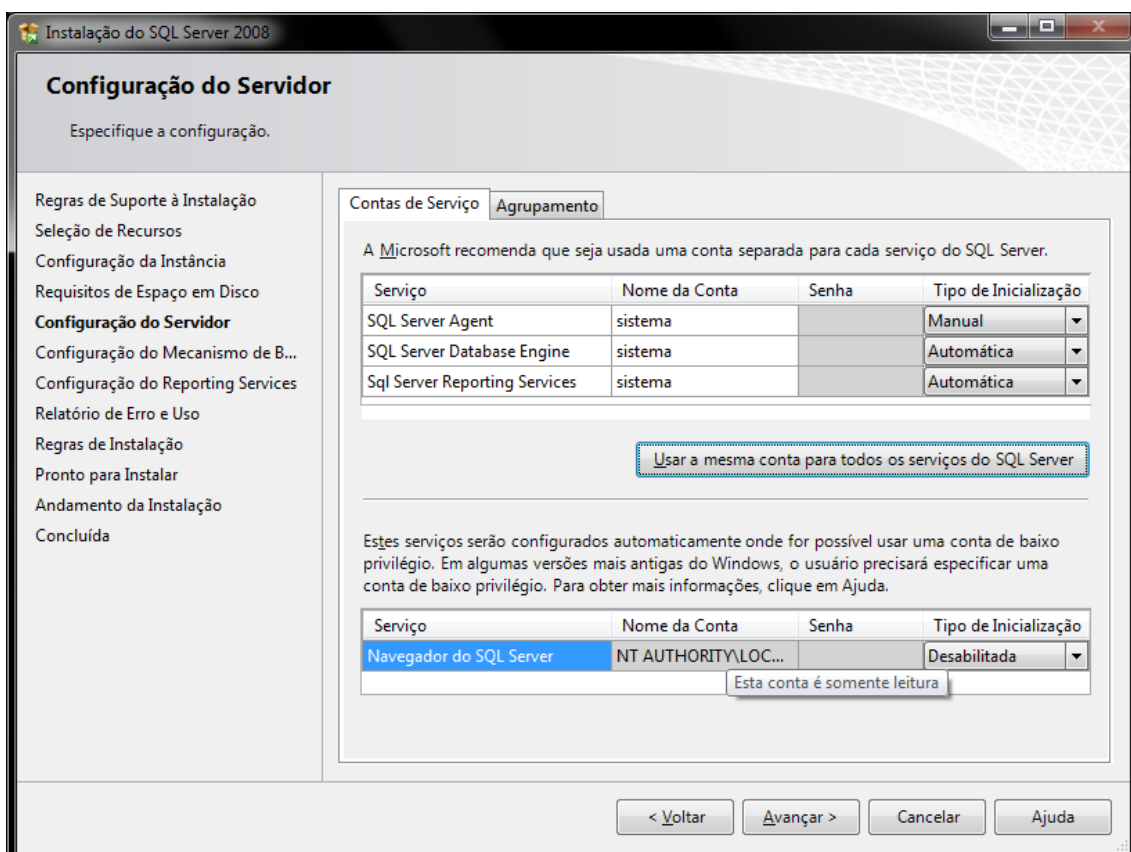 Instalação do SQL Server 2008
Configuração do Servidor
Especifique a configuração.
Regras de Suporte à Instalação
Seleção de Recursos
Configuração da Instância
Requisitos de Espaço em Disco
Configuração do Servidor
Configuração do Mecanismo de B...
Configuração do Reporting Services
Relatório de Erro e Uso
Regras de Instalação
Pronto para Instalar
Andamento da Instalação
Concluída
Contas de Serviço Agrupamento
A Microsoft recomenda que seja usada uma conta separada para cada serviço do SQL Server.
Serviço Nome da Conta Senha Tipo de Inicialização
SQL Server Agent sistema Manual
SQL Server Database Engine sistema Automática
Sql Server Reporting Services sistema Automática
Usar a mesma conta para todos os serviços do SQL Server
Estes serviços serão configurados automaticamente onde for possível usar uma conta de baixo
privilégio. Em algumas versões mais antigas do Windows, o usuário precisará especificar uma
conta de baixo privilégio. Para obter mais informações, clique em Ajuda.
Serviço Nome da Conta Senha Tipo de Inicialização
Navegador do SQL Server NT AUTHORITY\LOC... Desabilitada
Esta conta é somente leitura
< Voltar Avançar > Cancelar Ajuda